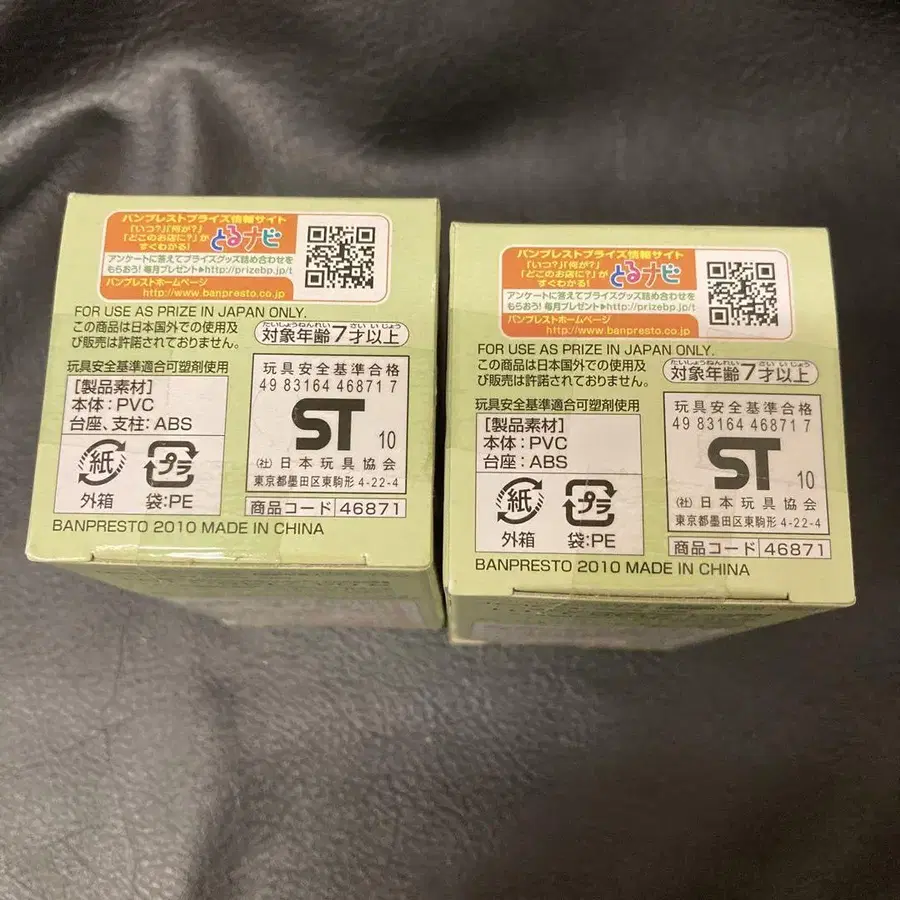 バンプレストプライズ情報サイト
「いつ?」「何が?」
「どこのお店に?」が
すぐわかる!
とるナビ
アンケートに答えてプライズグッズ詰め合わせを
もらおう!毎月プレゼント▶http://prizebp.jp/t
バンプレストホームページ
http://www.banpresto.co.jp
FOR USE AS PRIZE IN JAPAN ONLY.
この商品は日本国外での使用及
び販売は許諾されておりません。
たいしょうねんれい さい いじょう
対象年齢7才以上
玩具安全基準適合可塑剤使用
[製品素材]
本体:PVC
台座、支柱:ABS
紙
外箱
プラ
袋:PE
玩具安全基準合格
49 83164 46871 7
ST
10
(社)日本玩具協会
東京都墨田区東駒形 4-22-4
商品コード 46871
BANPRESTO 2010 MADE IN CHINA
バンプレストプライズ情報サイト
「いつ?」「何が?」
「どこのお店に?」が
すぐわかる!
とるナビ
アンケートに答えてプライズグッズ詰め合わせを
もらおう!毎月プレゼント▶http://prizebp.jp/t
バンプレストホームページ
http://www.banpresto.co.jp
FOR USE AS PRIZE IN JAPAN ONLY.
この商品は日本国外での使用及
び販売は許諾されておりません。
たいしょうねんれい さい いじょう
対象年齢7才以上
玩具安全基準適合可塑剤使用
[製品素材]
本体:PVC
台座:ABS
紙
外箱
プラ
袋:PE
玩具安全基準合格
49 83164 46871 7
ST
10
(社)日本玩具協会
東京都墨田区東駒形 4-22-4
商品コード 46871
BANPRESTO 2010 MADE IN CHINA